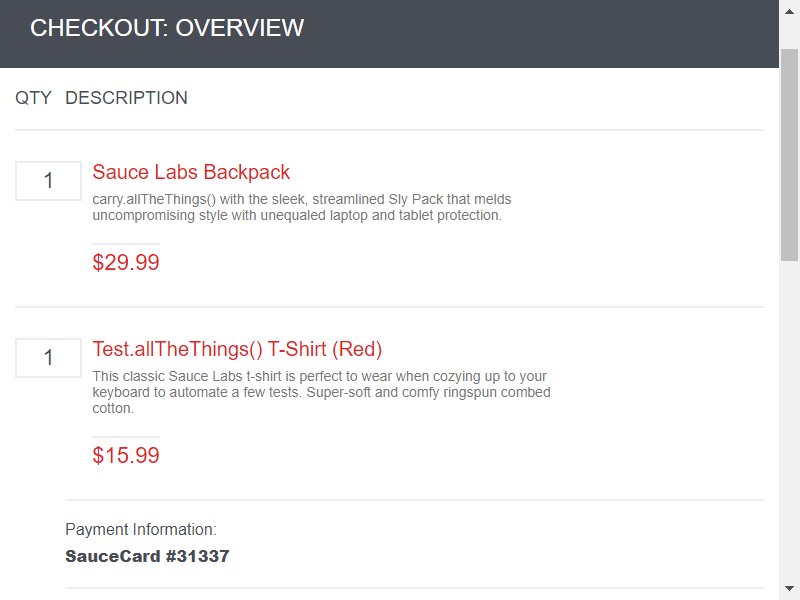 CHECKOUT: OVERVIEW
QTY DESCRIPTION
1
Sauce Labs Backpack
carry.allTheThings() with the sleek, streamlined Sly Pack that melds
uncompromising style with unequaled laptop and tablet protection.
$29.99
1
Test.allTheThings() T-Shirt (Red)
This classic Sauce Labs t-shirt is perfect to wear when cozying up to your
keyboard to automate a few tests. Super-soft and comfy ringspun combed
cotton.
$15.99
Payment Information:
SauceCard #31337